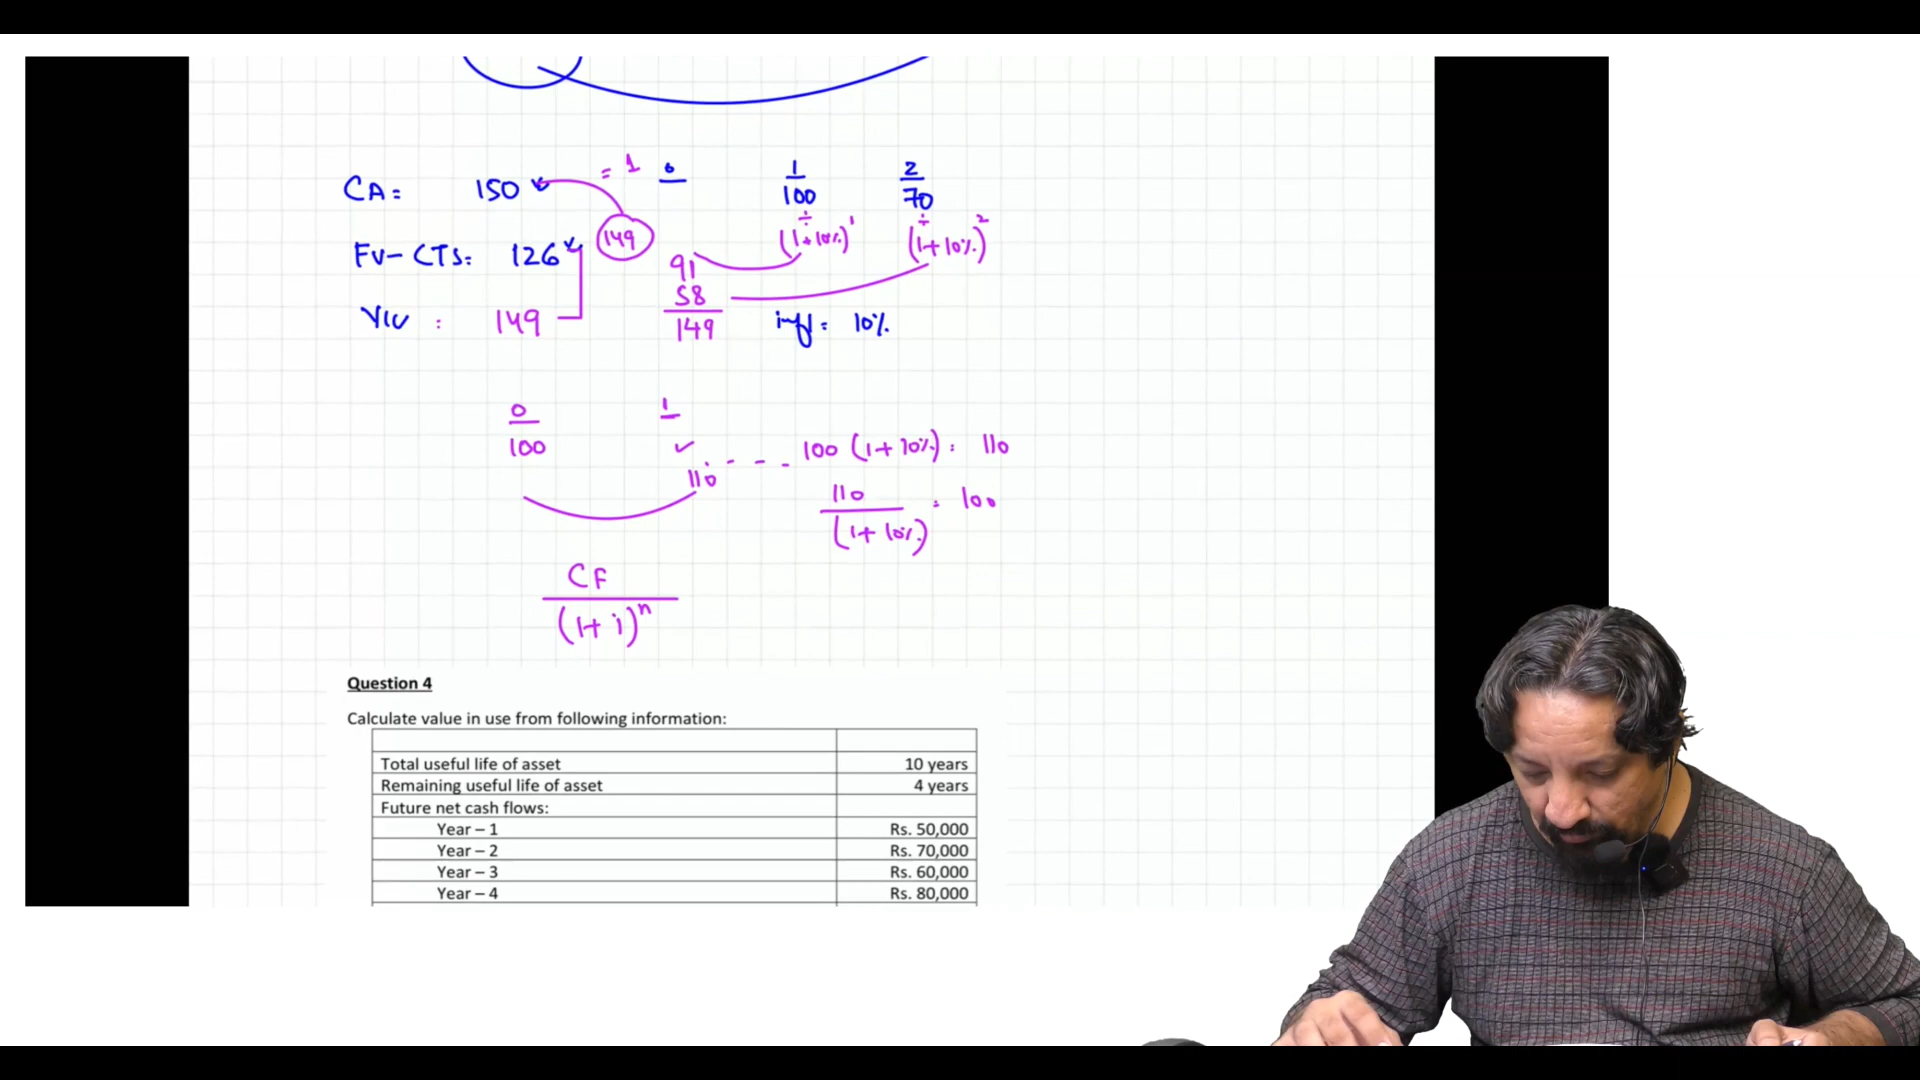 = 1 0 1 2
CA: 150 100 70
149 ÷ ÷
(1+10%)¹ (1+10%)²
FV-CTS: 126 91
58
VIU : 149 149 inf: 10%
0 1
100 100 (1+10%): 110
110 110 : 100
(1+10%)
CF
(1+i)ⁿ
Question 4
Calculate value in use from following information:
Total useful life of asset 10 years
Remaining useful life of asset 4 years
Future net cash flows:
Year – 1 Rs. 50,000
Year – 2 Rs. 70,000
Year – 3 Rs. 60,000
Year – 4 Rs. 80,000